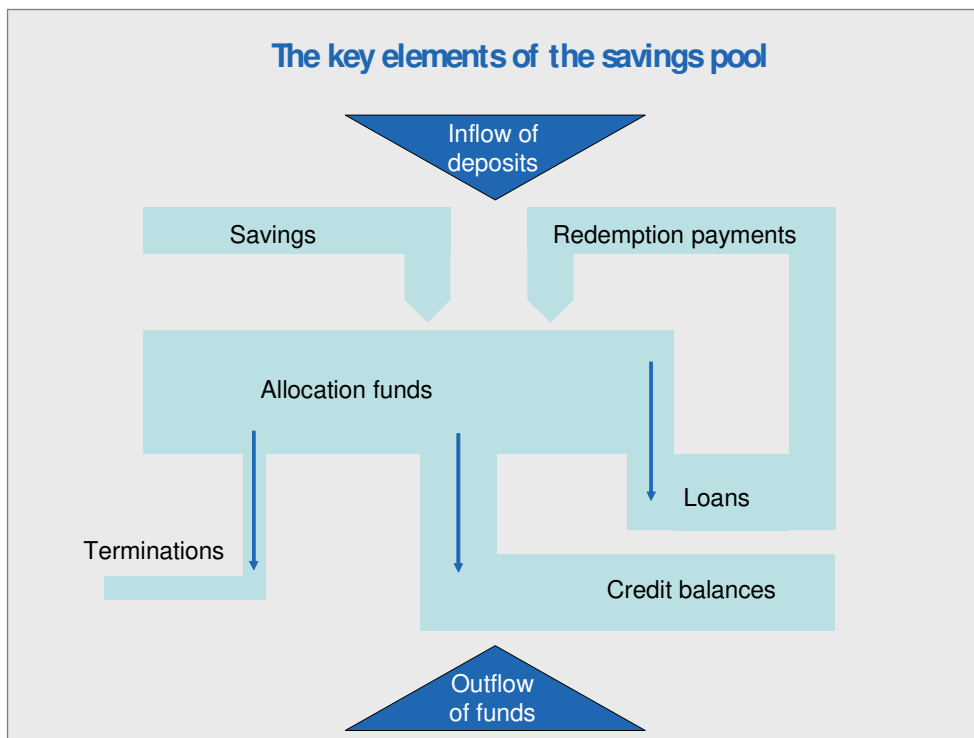 The key elements of the savings pool
Inflow of
deposits
Savings
Redemption payments
Allocation funds
Loans
Terminations
Credit balances
Outflow
of funds